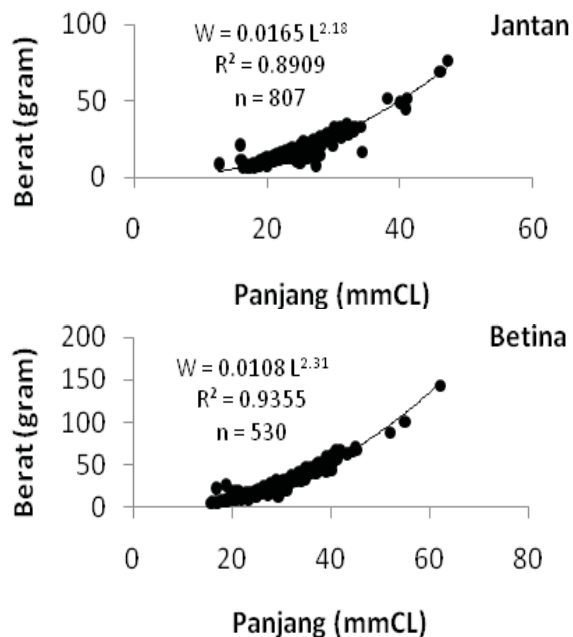 Jantan
W = 0.0165 L^2.18
R² = 0.8909
n = 807
Berat (gram)
100
50
0
0 20 40 60
Panjang (mmCL)
Betina
W = 0.0108 L^2.31
R² = 0.9355
n = 530
Berat (gram)
200
150
100
50
0
0 20 40 60 80
Panjang (mmCL)